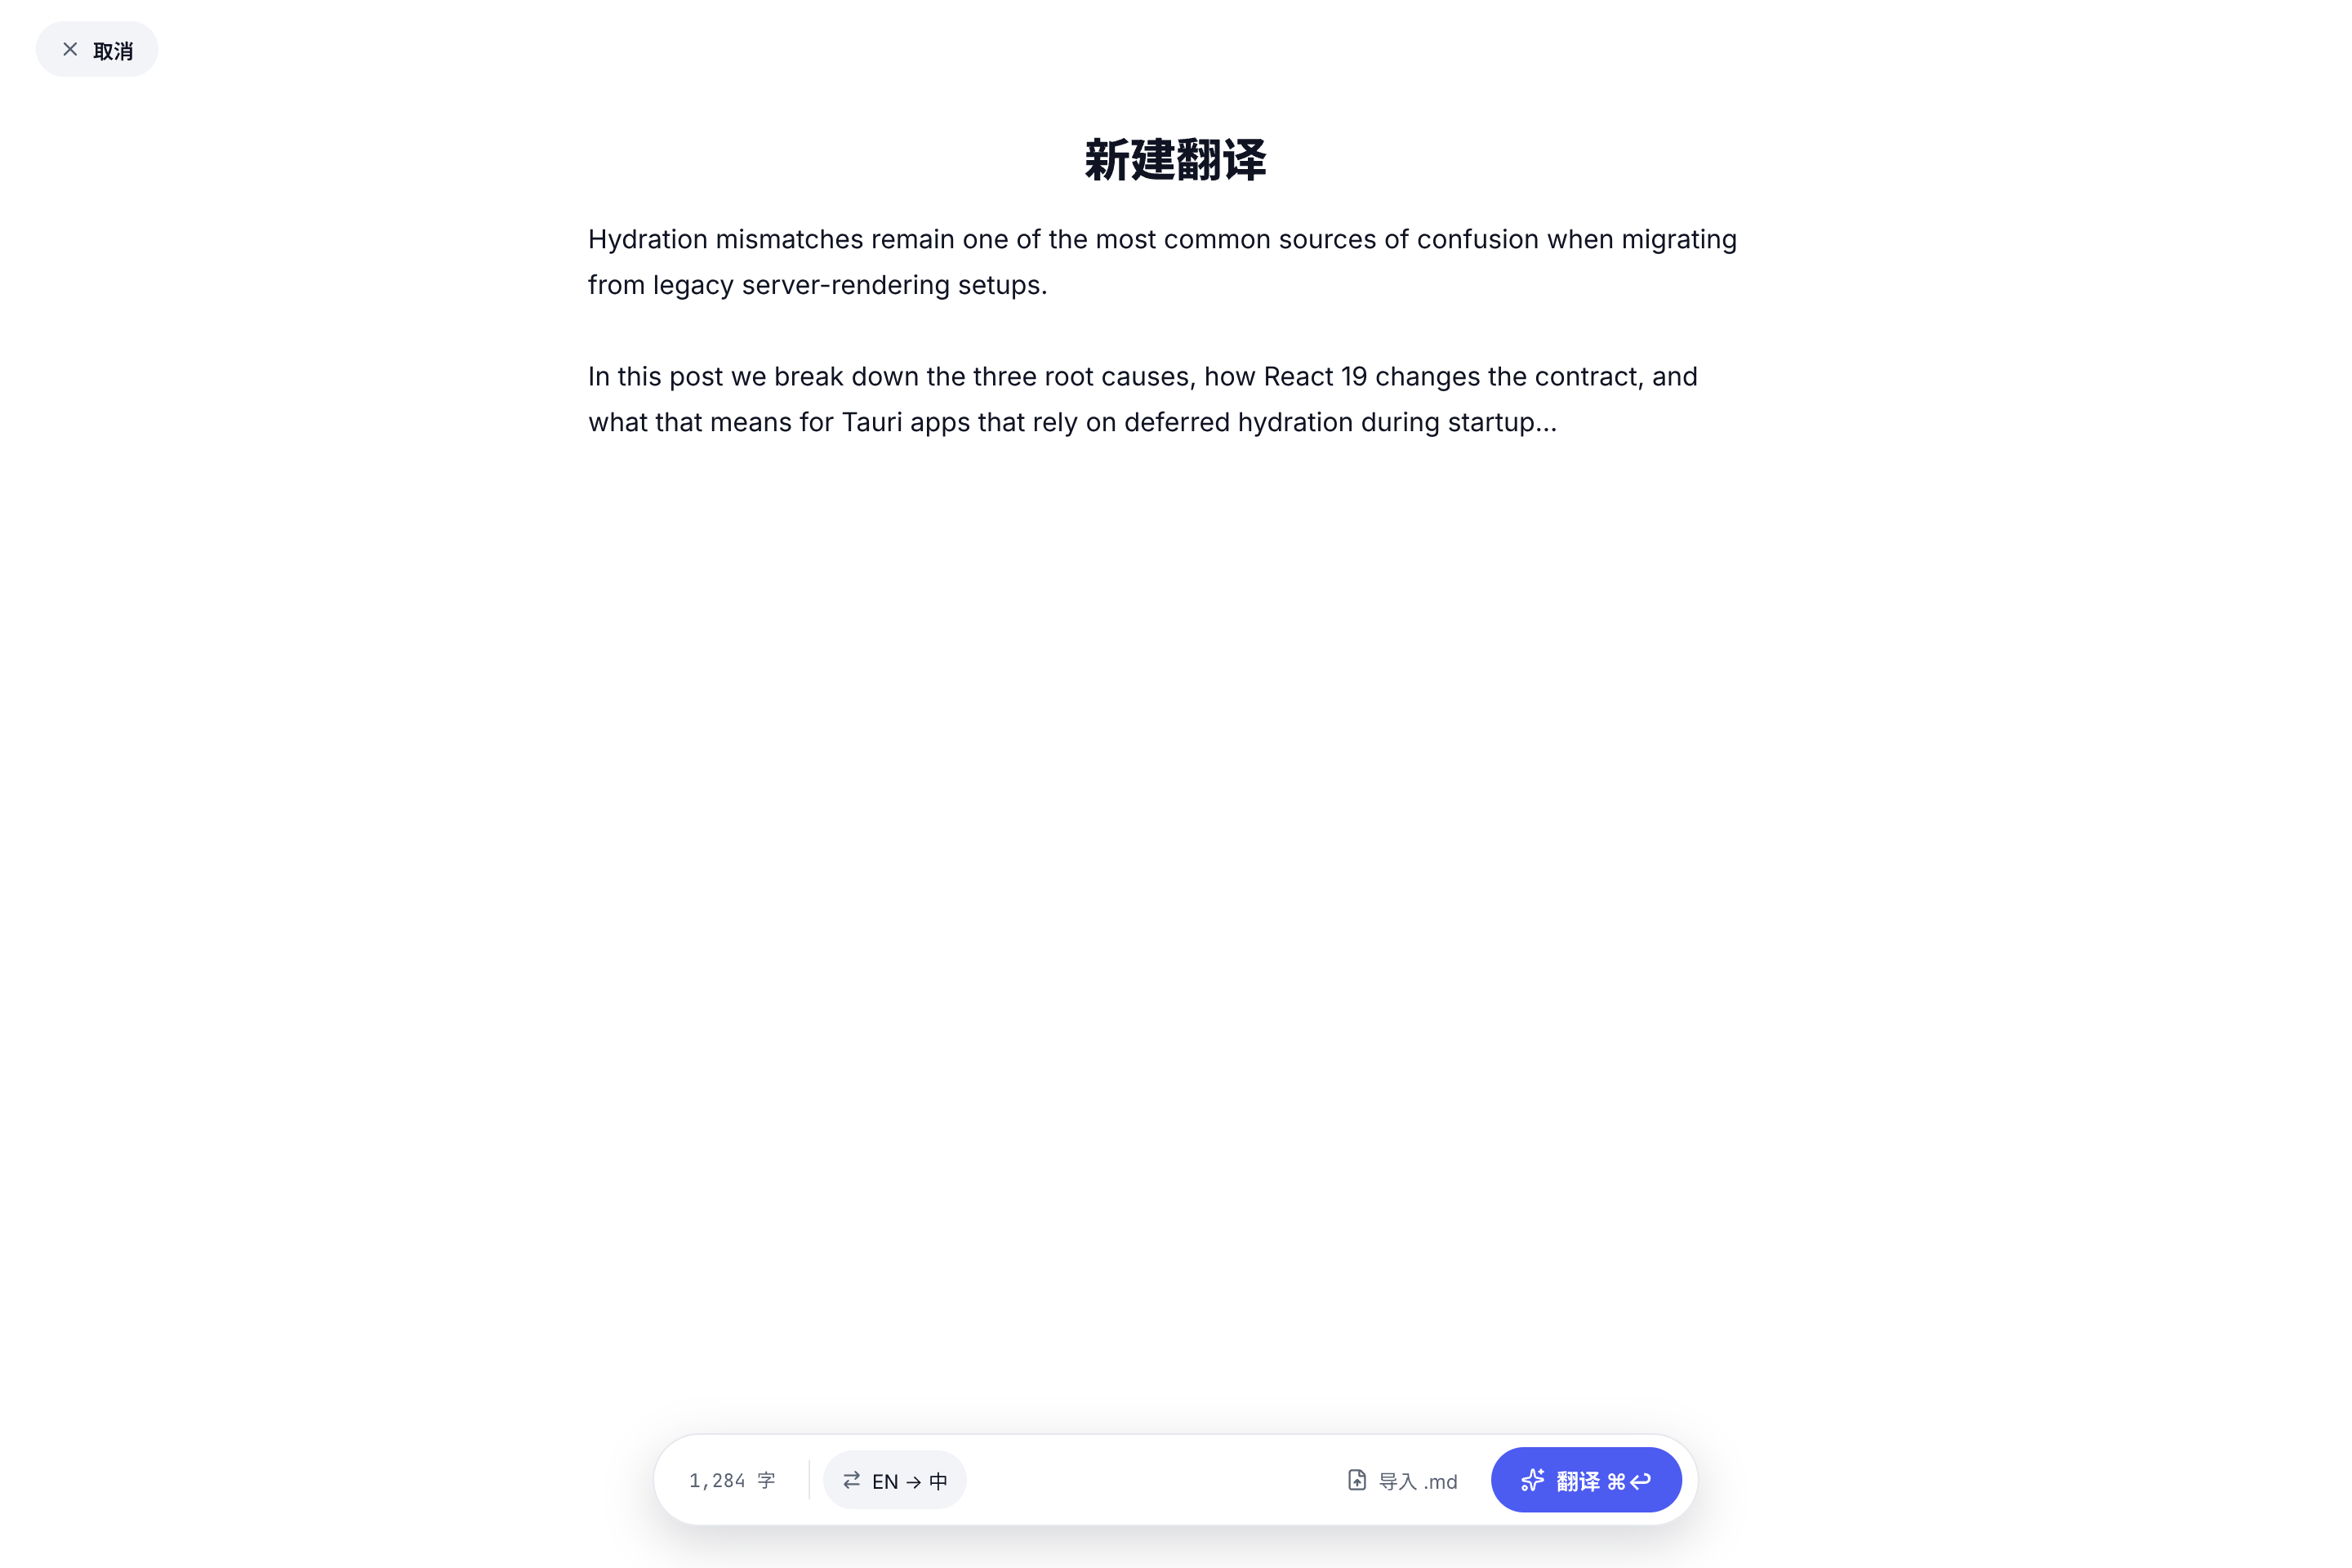 取消
新建翻译
Hydration mismatches remain one of the most common sources of confusion when migrating
from legacy server-rendering setups.
In this post we break down the three root causes, how React 19 changes the contract, and
what that means for Tauri apps that rely on deferred hydration during startup...
1,284 字
EN → 中
导入 .md
翻译 ⌘↩